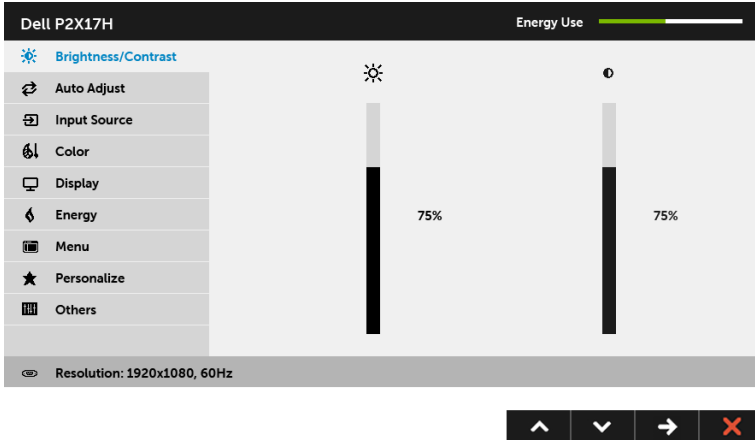 Dell P2X17H
Energy Use
Brightness/Contrast
Auto Adjust
Input Source
Color
Display
Energy
Menu
Personalize
Others
75%
75%
Resolution: 1920x1080, 60Hz